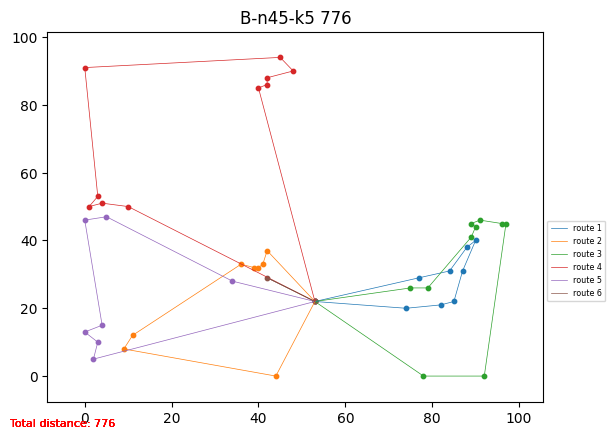 B-n45-k5 776
100
80
60
40
20
0
0 20 40 60 80 100
route 1
route 2
route 3
route 4
route 5
route 6
Total distance: 776